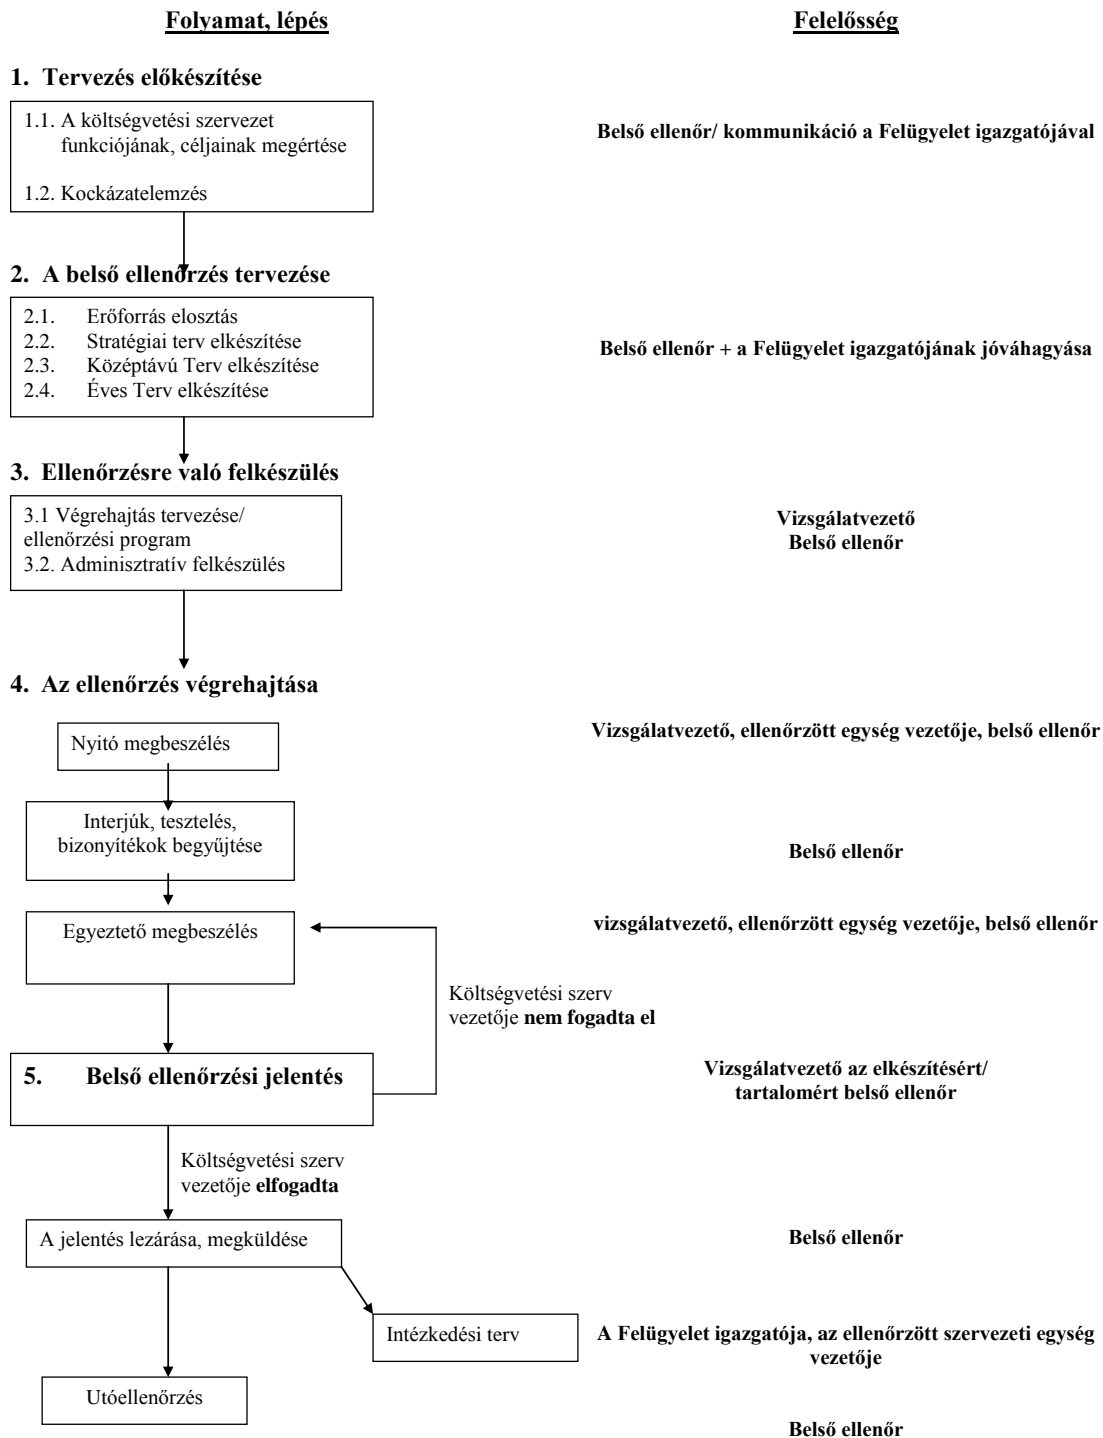 Folyamat, lépés
Felelősség
1. Tervezés előkészítése
1.1. A költségvetési szervezet
funkciójának, céljainak megértése
1.2. Kockázatelemzés
Belső ellenőr/ kommunikáció a Felügyelet igazgatójával
2. A belső ellenőrzés tervezése
2.1. Erőforrás elosztás
2.2. Stratégiai terv elkészítése
2.3. Középtávú Terv elkészítése
2.4. Éves Terv elkészítése
Belső ellenőr + a Felügyelet igazgatójának jóváhagyása
3. Ellenőrzésre való felkészülés
3.1 Végrehajtás tervezése/
ellenőrzési program
3.2. Adminisztratív felkészülés
Vizsgálatvezető
Belső ellenőr
4. Az ellenőrzés végrehajtása
Nyitó megbeszélés
Vizsgálatvezető, ellenőrzött egység vezetője, belső ellenőr
Interjúk, tesztelés,
bizonyítékok begyűjtése
Belső ellenőr
Egyeztető megbeszélés
vizsgálatvezető, ellenőrzött egység vezetője, belső ellenőr
Költségvetési szerv
vezetője nem fogadta el
5. Belső ellenőrzési jelentés
Vizsgálatvezető az elkészítésért/
tartalomért belső ellenőr
Költségvetési szerv
vezetője elfogadta
A jelentés lezárása, megküldése
Belső ellenőr
Intézkedési terv
A Felügyelet igazgatója, az ellenőrzött szervezeti egység
vezetője
Utóellenőrzés
Belső ellenőr